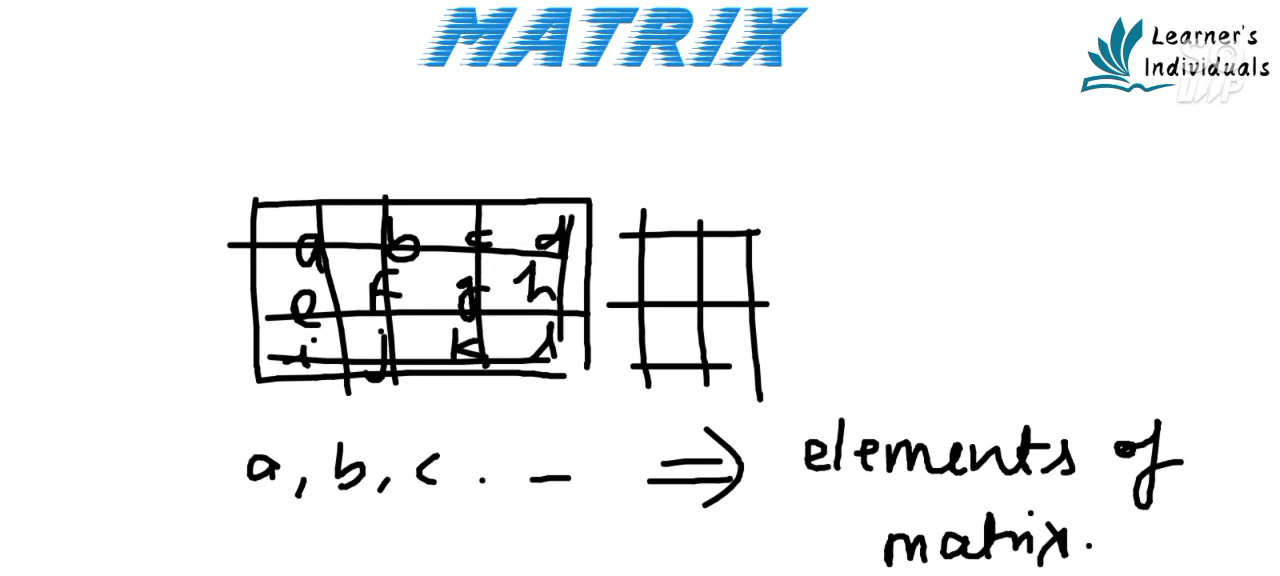 MATRIX
Learner's
Individuals
a b c d
e f g h
i j k l
a, b, c . _ ⇒ elements of
matrix.